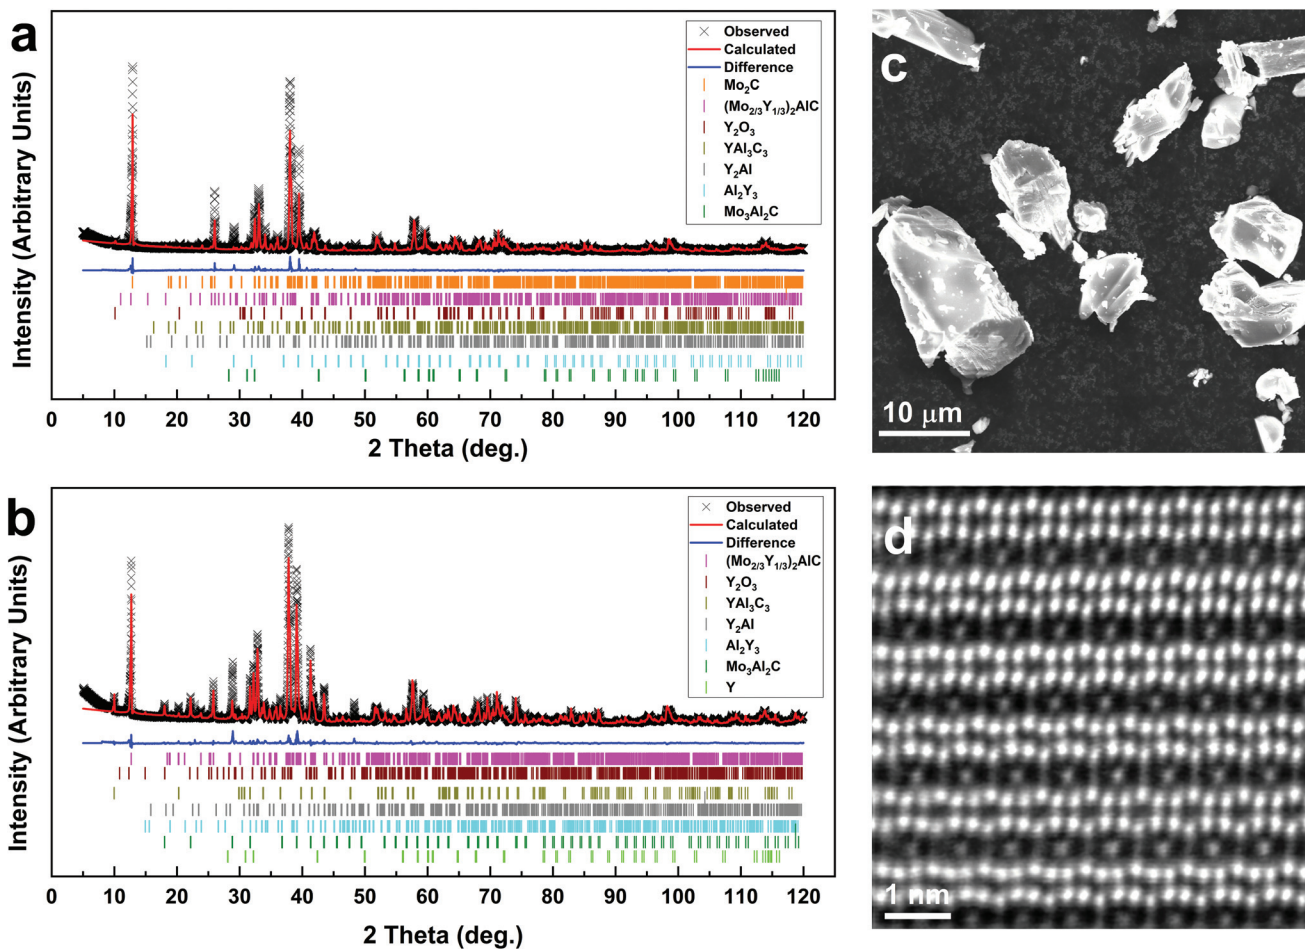 a
Intensity (Arbitrary Units)
Observed
Calculated
Difference
Mo₂C
(Mo₂/₃Y₁/₃)₂AlC
Y₂O₃
YAl₃C₃
Y₂Al
Al₂Y₃
Mo₃Al₂C
0 10 20 30 40 50 60 70 80 90 100 110 120
2 Theta (deg.)
c
10 μm
b
Intensity (Arbitrary Units)
Observed
Calculated
Difference
(Mo₂/₃Y₁/₃)₂AlC
Y₂O₃
YAl₃C₃
Y₂Al
Al₂Y₃
Mo₃Al₂C
Y
0 10 20 30 40 50 60 70 80 90 100 110 120
2 Theta (deg.)
d
1 nm